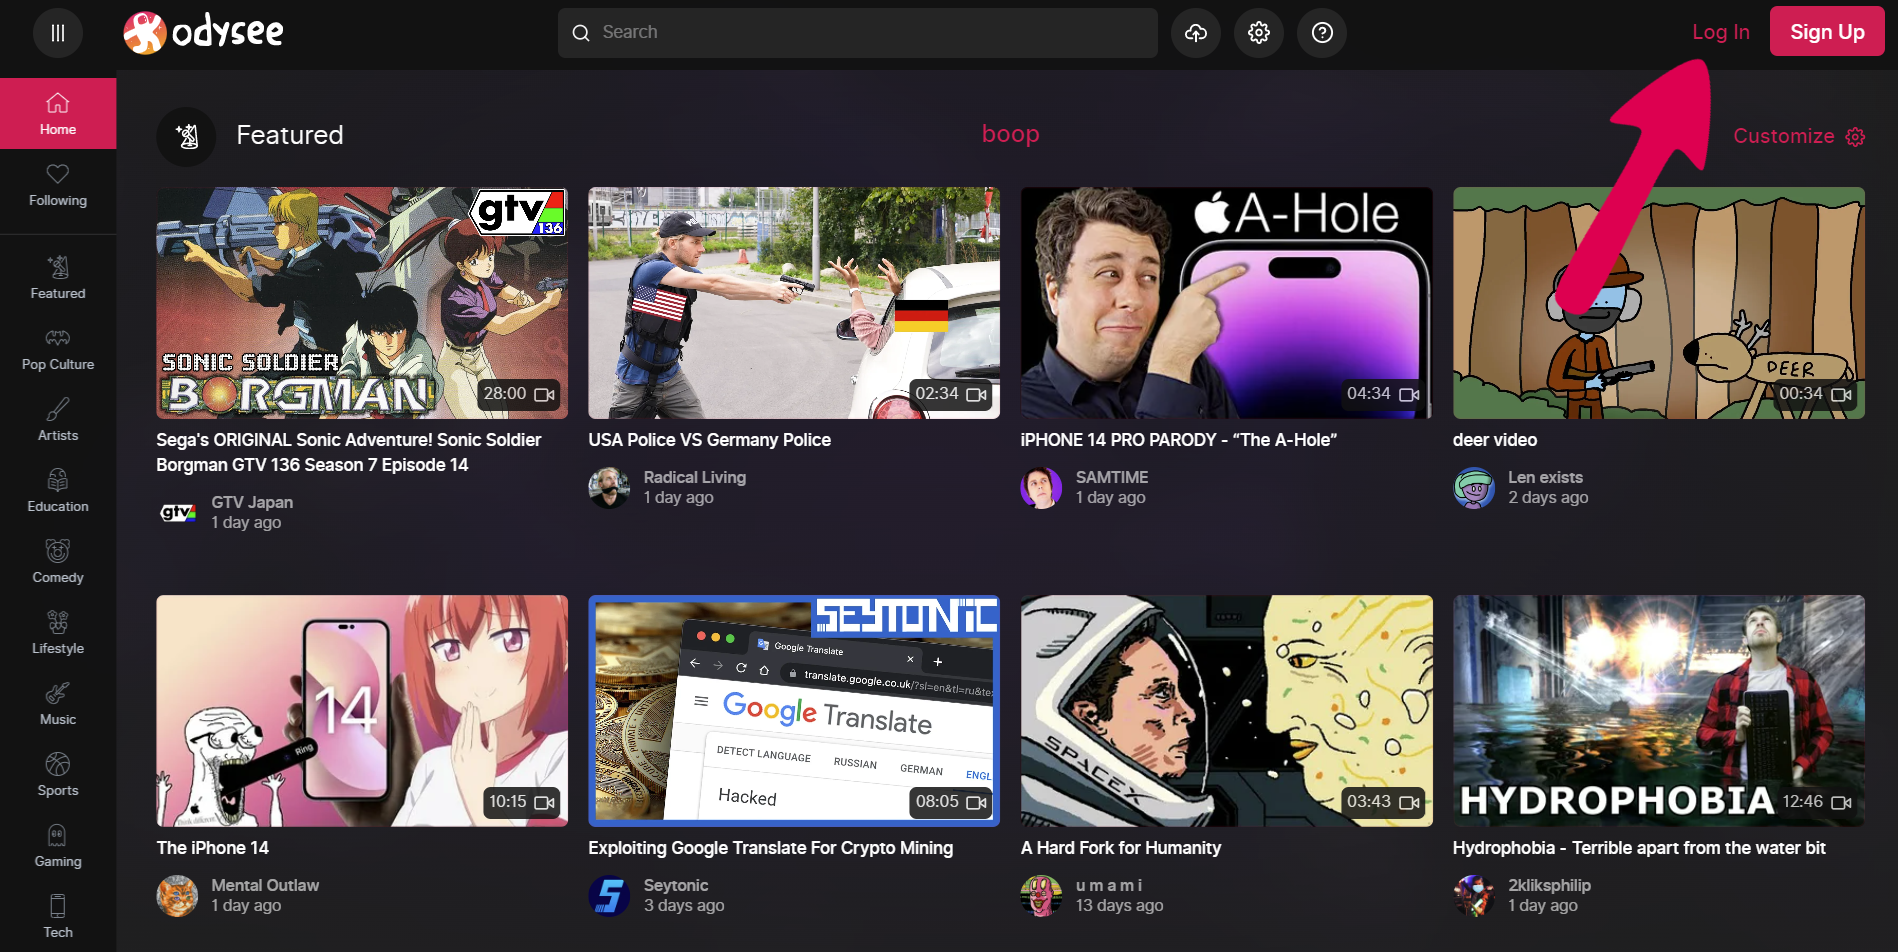 odysee
Search
Log In
Sign Up
Home
Following
Featured
Pop Culture
Artists
Education
Comedy
Lifestyle
Music
Sports
Gaming
Tech
Featured
boop
Customize
gtv
136
SONIC SOLDIER
BORGMAN
28:00
02:34
A-Hole
04:34
DEER
00:34
Sega's ORIGINAL Sonic Adventure! Sonic Soldier
Borgman GTV 136 Season 7 Episode 14
gtv
GTV Japan
1 day ago
USA Police VS Germany Police
Radical Living
1 day ago
iPHONE 14 PRO PARODY - “The A-Hole”
SAMTIME
1 day ago
deer video
Len exists
2 days ago
14
Ring
10:15
SEYTONIC
Google Translate
translate.google.co.uk/?sl=en&tl=ru&te
Google Translate
DETECT LANGUAGE RUSSIAN GERMAN ENGL
Hacked
08:05
SPACEX
03:43
HYDROPHOBIA
12:46
The iPhone 14
Mental Outlaw
1 day ago
Exploiting Google Translate For Crypto Mining
Seytonic
3 days ago
A Hard Fork for Humanity
u m a m i
13 days ago
Hydrophobia - Terrible apart from the water bit
2kliksphilip
1 day ago